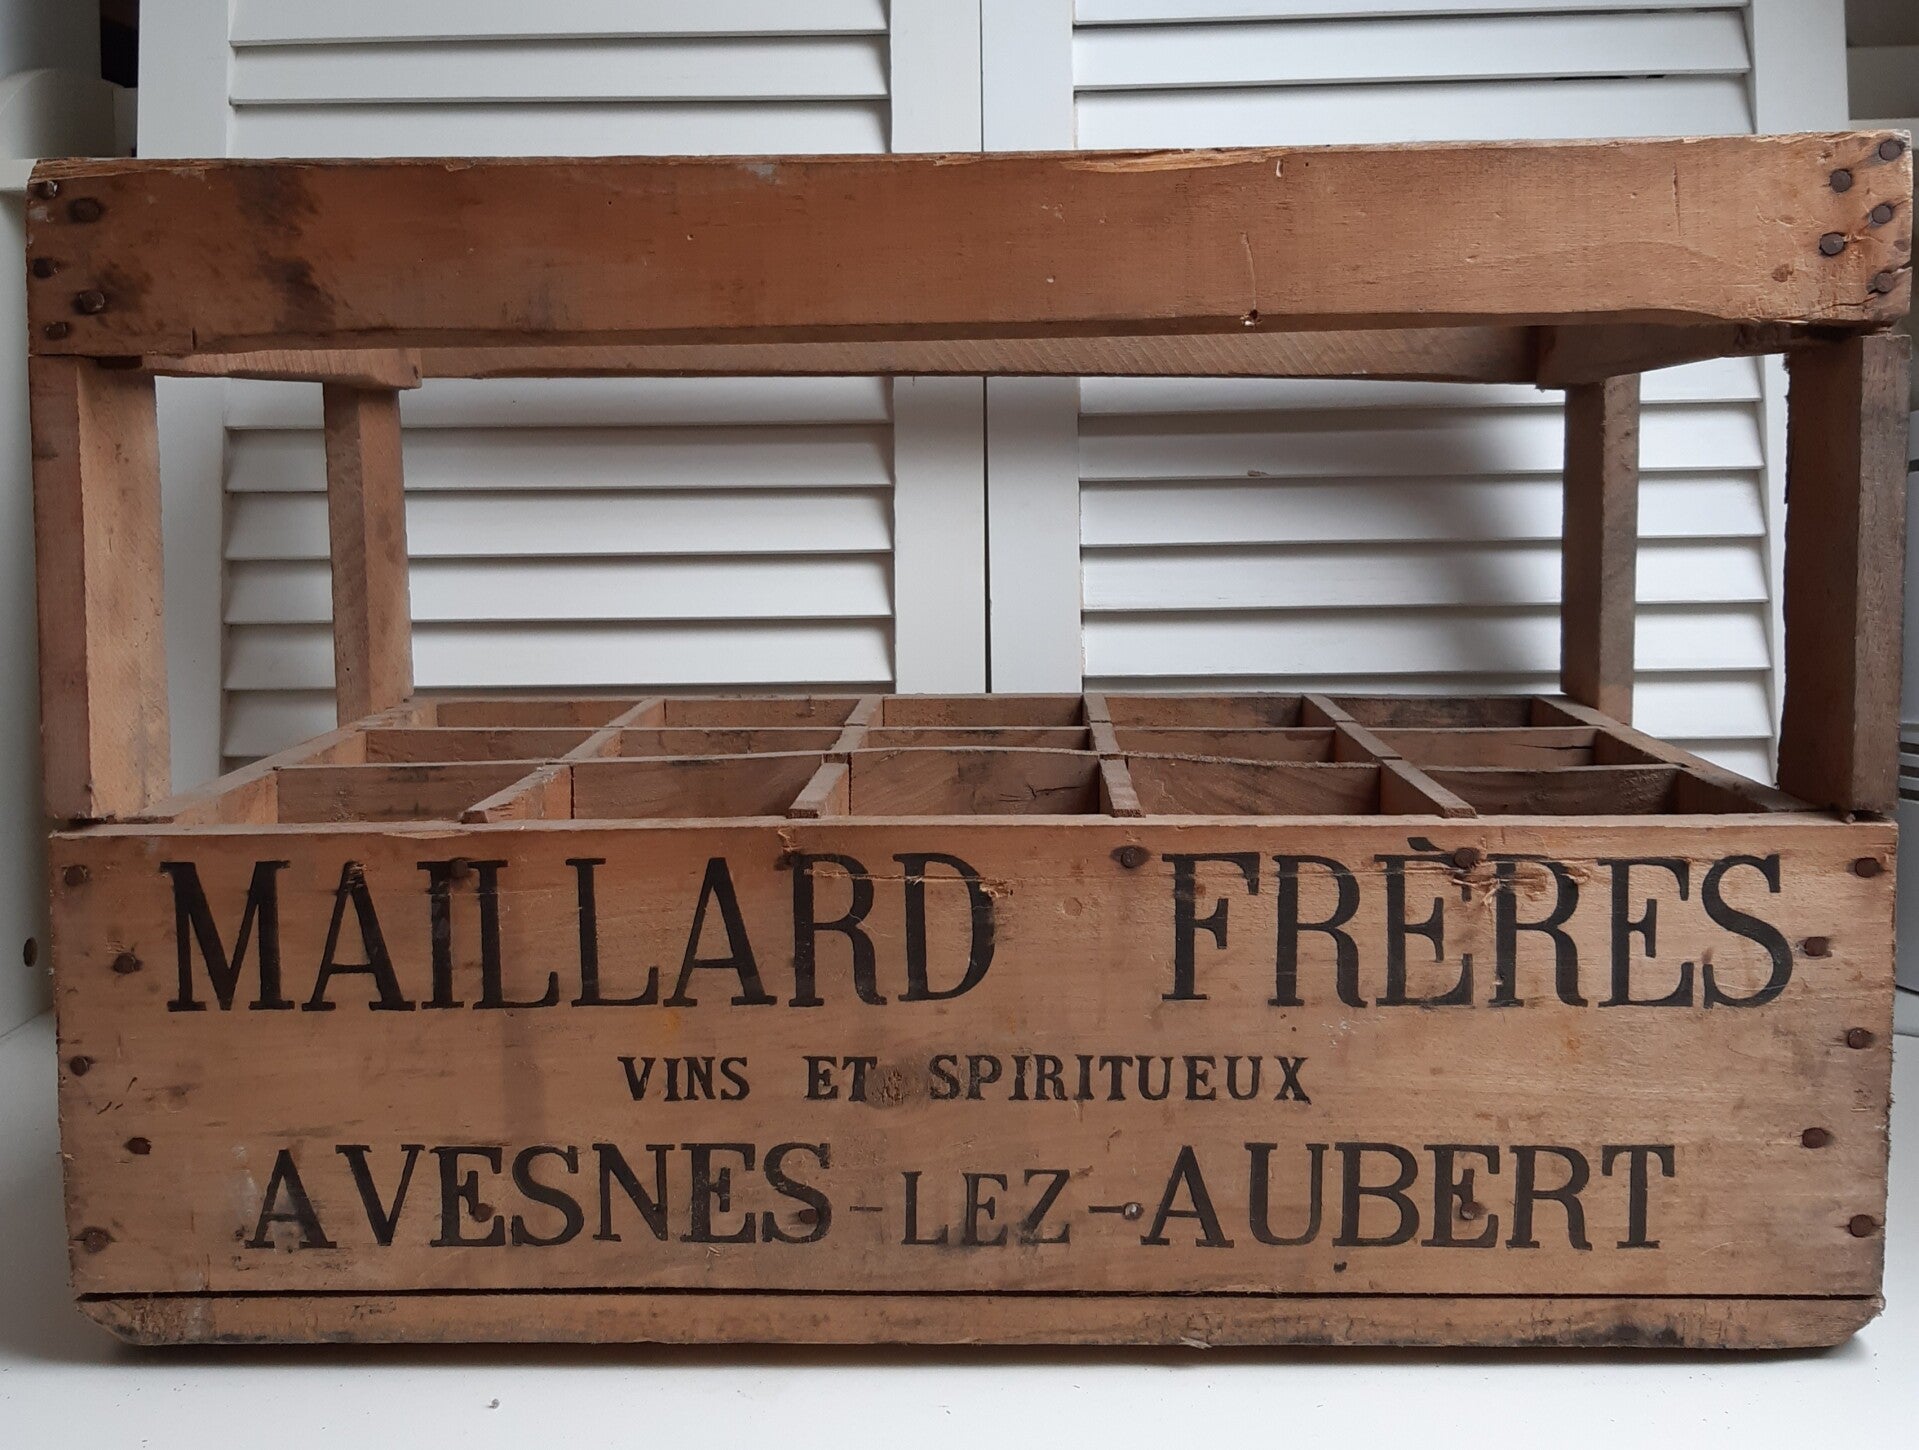 MAILLARD FRÈRES
VINS ET SPIRITUEUX
AVESNES-LEZ-AUBERT